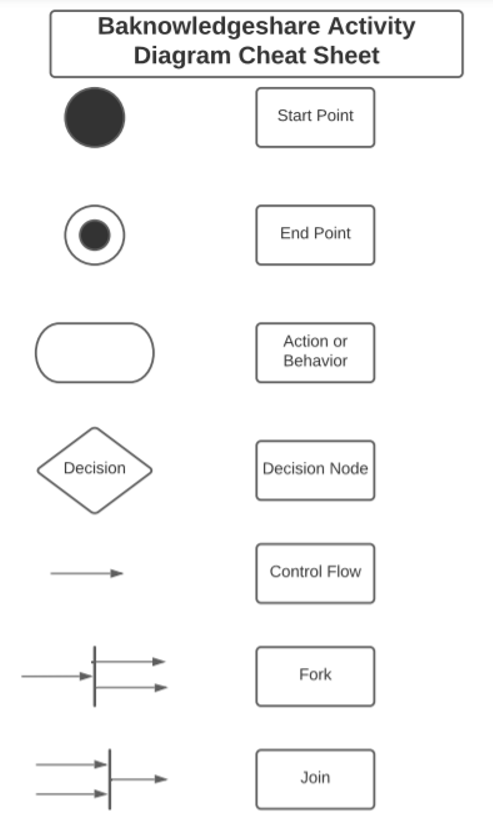 Baknowledgeshare Activity
Diagram Cheat Sheet
Start Point
End Point
Action or
Behavior
Decision
Decision Node
Control Flow
Fork
Join